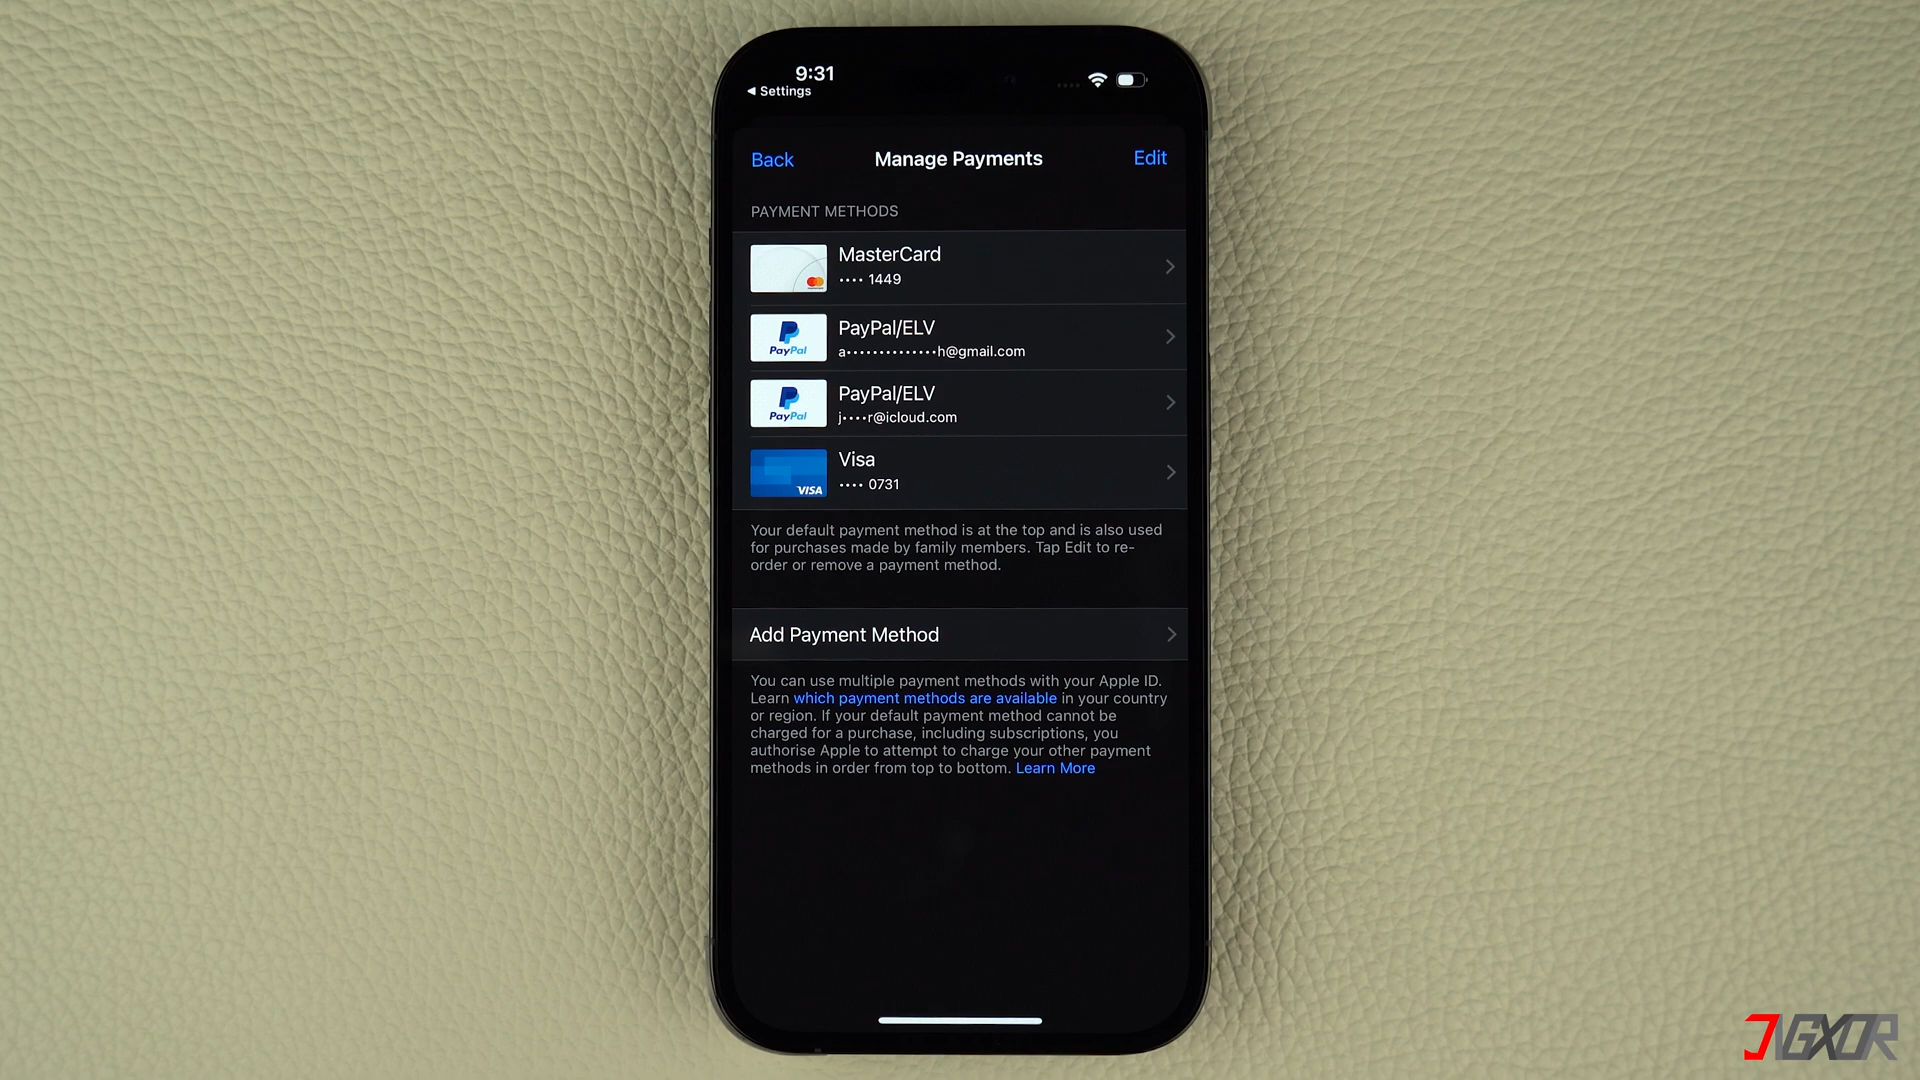 9:31
◀ Settings
Back
Manage Payments
Edit
PAYMENT METHODS
MasterCard
•••• 1449
PayPal
PayPal/ELV
a••••••••••••••h@gmail.com
PayPal
PayPal/ELV
j••••r@icloud.com
VISA
Visa
•••• 0731
Your default payment method is at the top and is also used
for purchases made by family members. Tap Edit to re-
order or remove a payment method.
Add Payment Method
You can use multiple payment methods with your Apple ID.
Learn which payment methods are available in your country
or region. If your default payment method cannot be
charged for a purchase, including subscriptions, you
authorise Apple to attempt to charge your other payment
methods in order from top to bottom. Learn More
JVGXOR